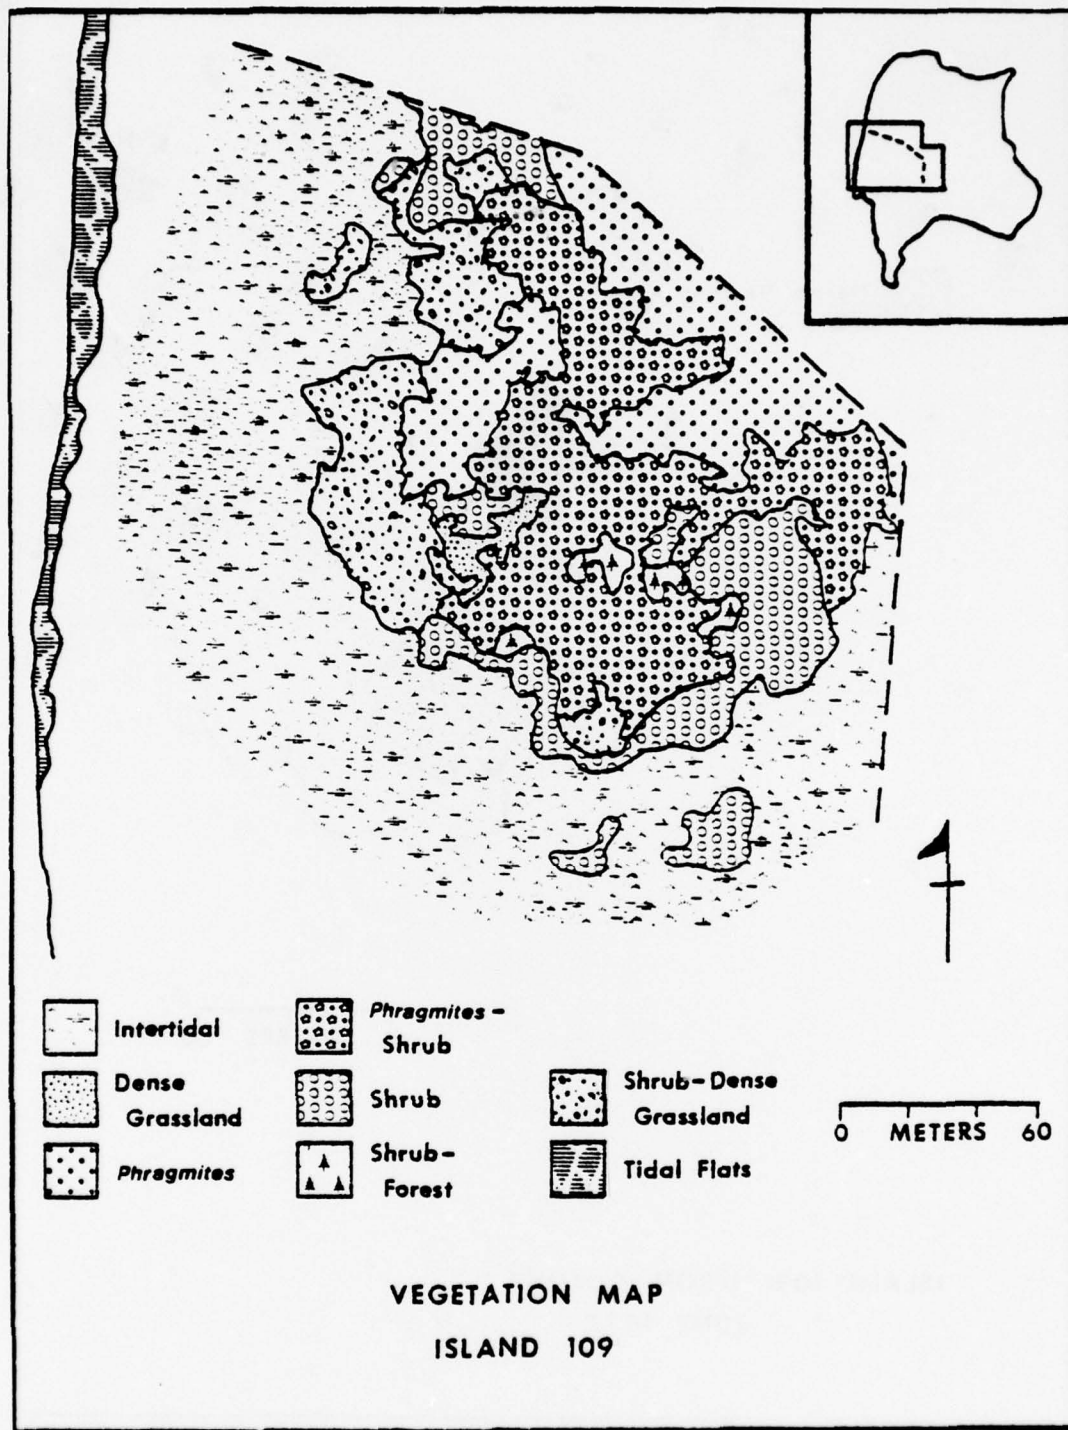 Intertidal
Dense
Grassland
Phragmites
Phragmites –
Shrub
Shrub
Shrub–
Forest
Shrub–Dense
Grassland
Tidal Flats
0 METERS 60
VEGETATION MAP
ISLAND 109